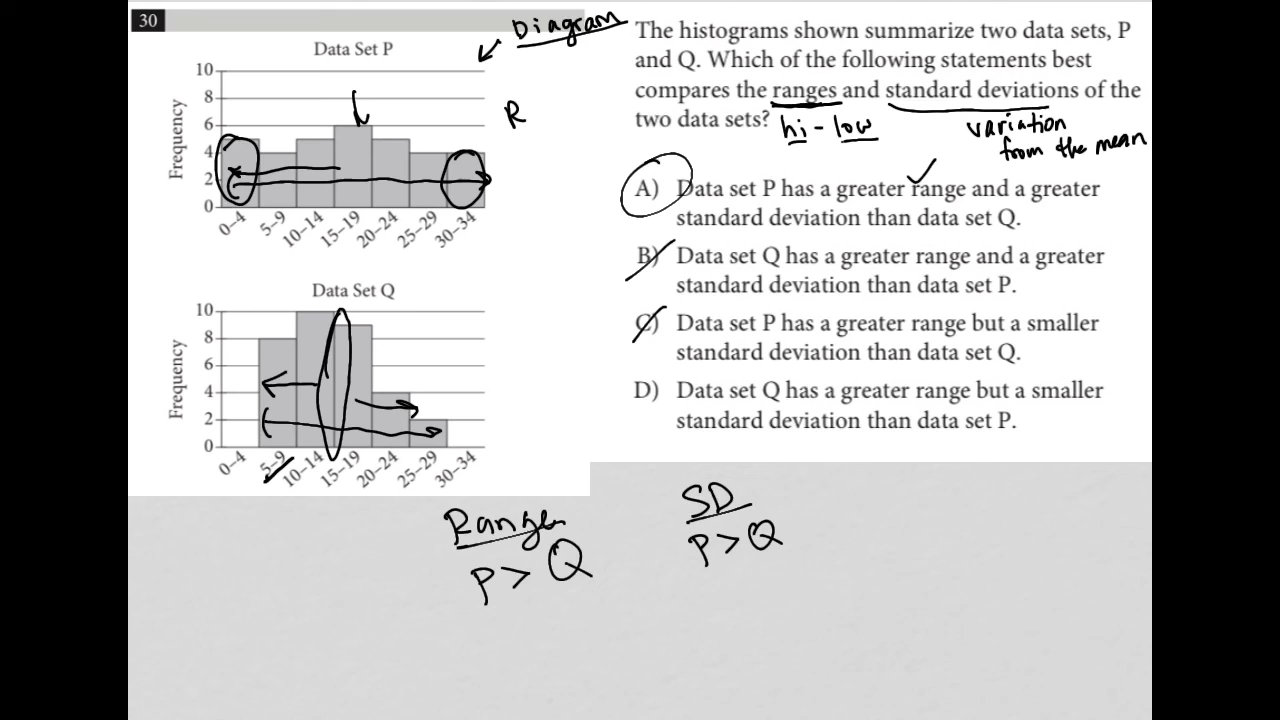 30
Diagram
Data Set P
10
8
6
4
2
0
Frequency
0–4
5–9
10–14
15–19
20–24
25–29
30–34
R
Data Set Q
10
8
6
4
2
0
Frequency
0–4
5–9
10–14
15–19
20–24
25–29
30–34
The histograms shown summarize two data sets, P
and Q. Which of the following statements best
compares the ranges and standard deviations of the
two data sets?
hi - low
variation
from the mean
A) Data set P has a greater range and a greater
standard deviation than data set Q.
B) Data set Q has a greater range and a greater
standard deviation than data set P.
C) Data set P has a greater range but a smaller
standard deviation than data set Q.
D) Data set Q has a greater range but a smaller
standard deviation than data set P.
Range
P > Q
SD
P > Q